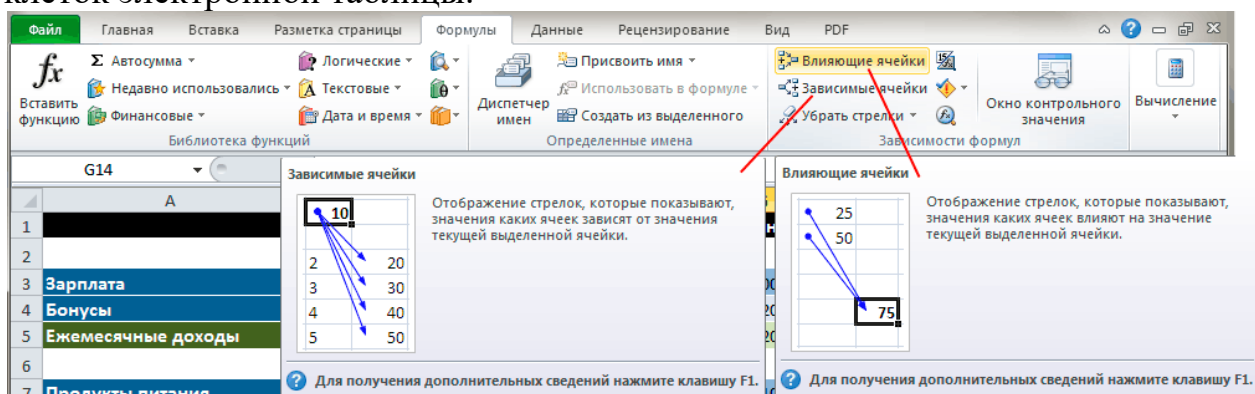 клеток электронной таблицы.
Файл Главная Вставка Разметка страницы Формулы Данные Рецензирование Вид PDF
fx Σ Автосумма Логические Присвоить имя Влияющие ячейки
Недавно использовались Текстовые fx Использовать в формуле Зависимые ячейки
Вставить функцию Финансовые Дата и время Диспетчер имен Создать из выделенного Убрать стрелки Окно контрольного значения Вычисление
Библиотека функций Определенные имена Зависимости формул
G14
Зависимые ячейки
10
2 20
3 30
4 40
5 50
Отображение стрелок, которые показывают,
значения каких ячеек зависят от значения
текущей выделенной ячейки.
Для получения дополнительных сведений нажмите клавишу F1.
Влияющие ячейки
25
50
75
Отображение стрелок, которые показывают,
значения каких ячеек влияют на значение
текущей выделенной ячейки.
Для получения дополнительных сведений нажмите клавишу F1.
A
1
2
3 Зарплата
4 Бонусы
5 Ежемесячные доходы
6
7 Продукты питания